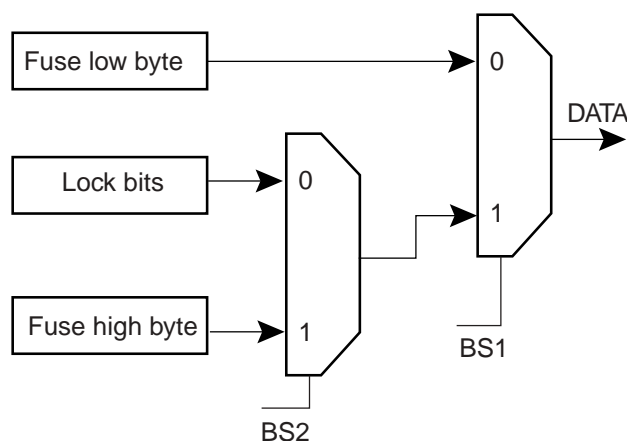 Fuse low byte
0
DATA
Lock bits
0
1
Fuse high byte
1
BS1
BS2